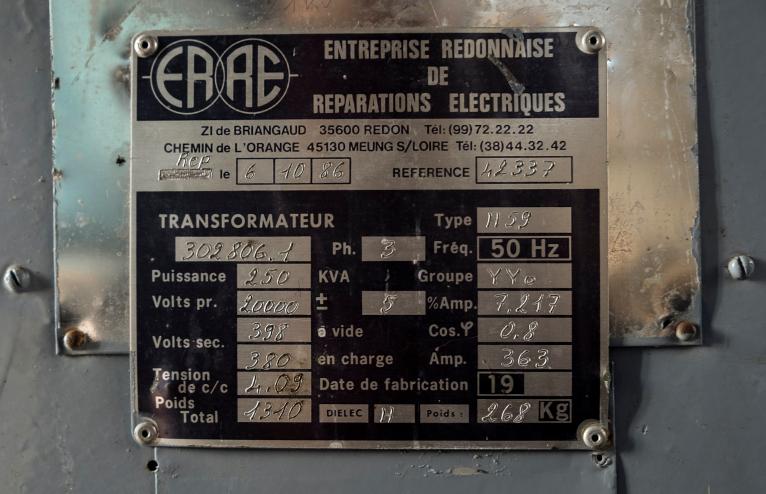 ERRE
ENTREPRISE REDONNAISE
DE
REPARATIONS ELECTRIQUES
ZI de BRIANGAUD 35600 REDON Tél: (99) 72.22.22
CHEMIN de L'ORANGE 45130 MEUNG S/LOIRE Tél: (38) 44.32.42
Rep le 6 10 86 REFERENCE 42337
TRANSFORMATEUR Type H59
302806.1 Ph. 3 Fréq. 50 Hz
Puissance 250 KVA Groupe YYo
Volts pr. 20000 ± 5 % Amp. 7.217
Volts sec. 398 à vide Cos.φ 0.8
380 en charge Amp. 363
Tension de c/c 4.09 Date de fabrication 19
Poids Total 1310 DIELEC H Poids : 268 Kg